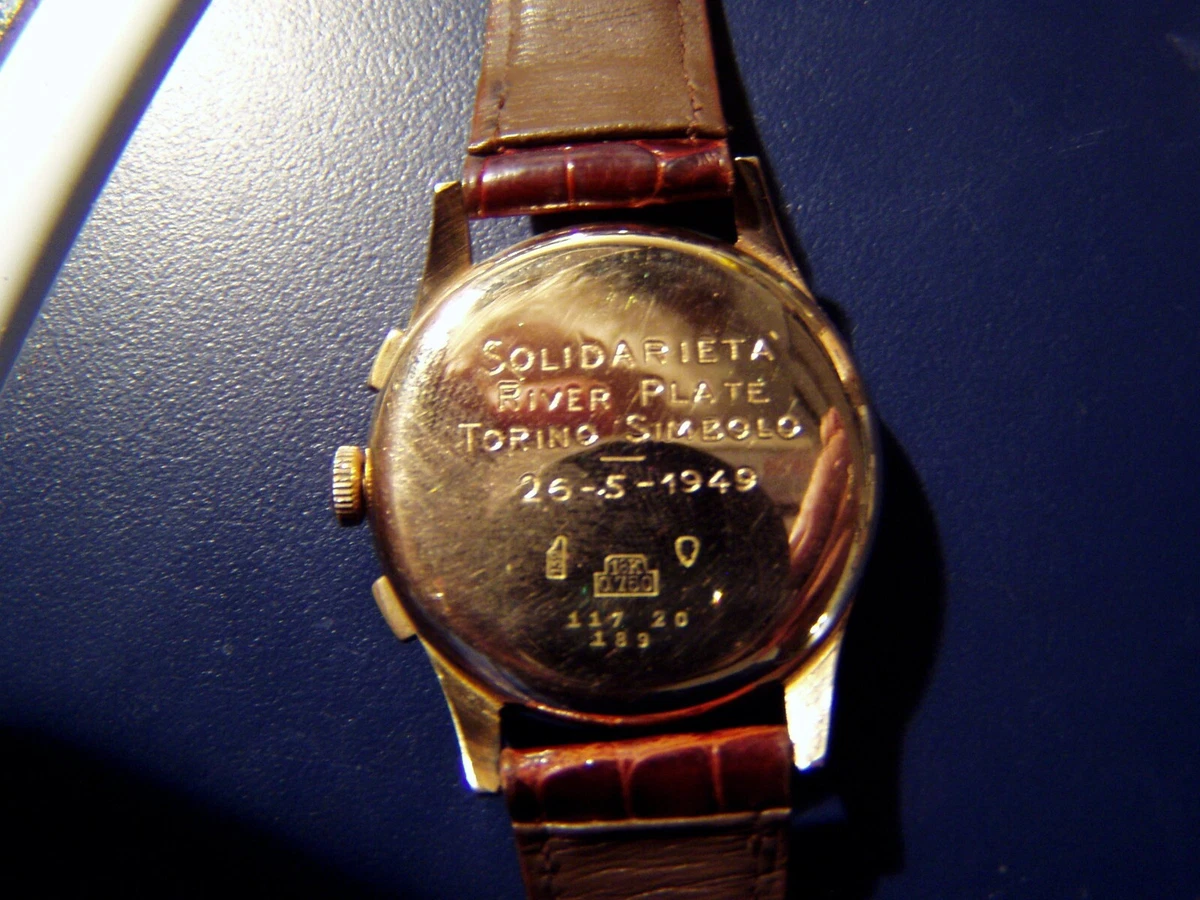 SOLIDARIETA'
RIVER PLATE
TORINO SIMBOLO
26-5-1949
18K
0,750
117 20
189